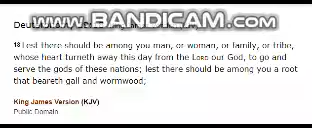 www.BANDICAM.com
18 Lest there should be among you man, or woman, or family, or tribe,
whose heart turneth away this day from the LORD our God, to go and
serve the gods of these nations; lest there should be among you a root
that beareth gall and wormwood;
King James Version (KJV)
Public Domain